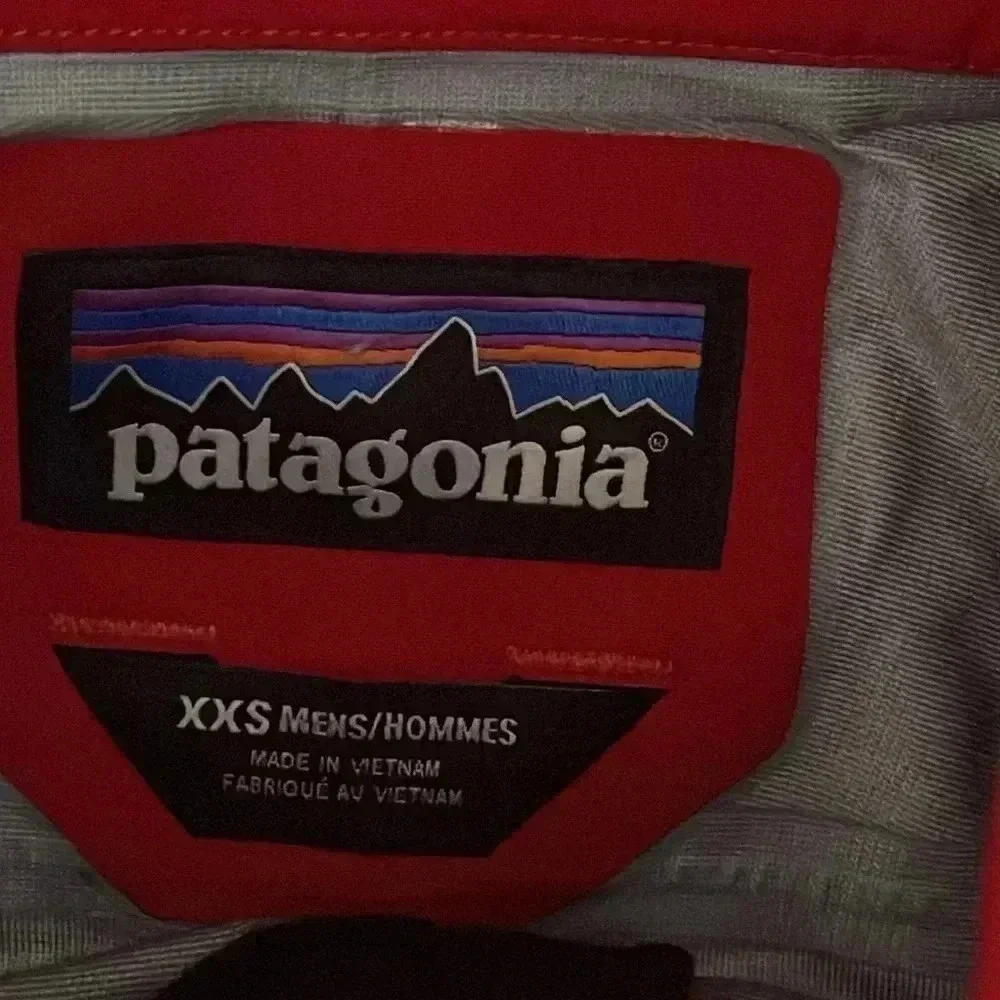 patagonia®
XXS MENS/HOMMES
MADE IN VIETNAM
FABRIQUÉ AU VIETNAM